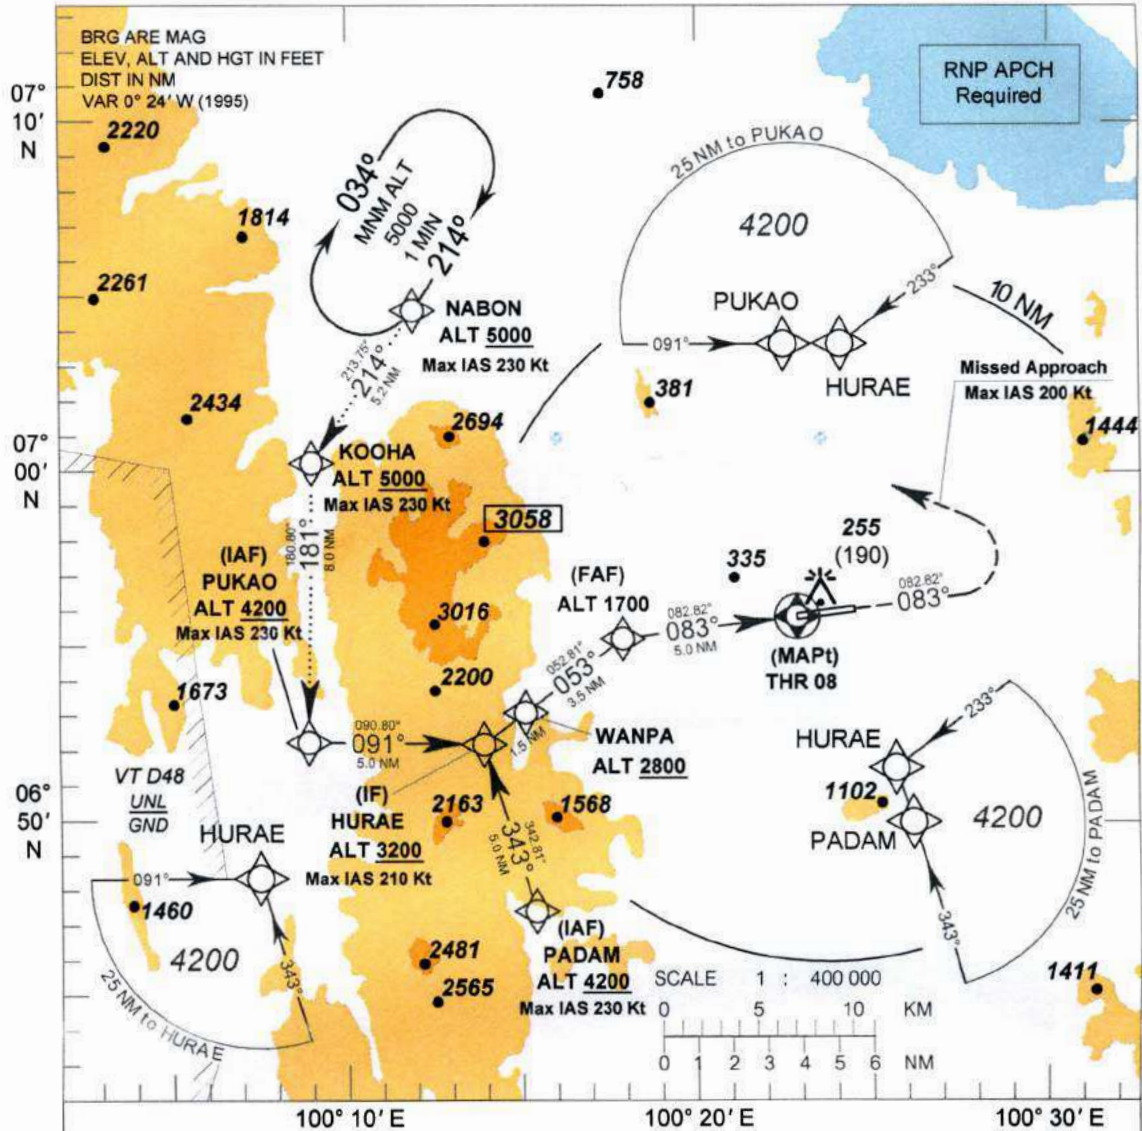 BRG ARE MAG
ELEV, ALT AND HGT IN FEET
DIST IN NM
VAR 0° 24' W (1995)
RNP APCH
Required
07°
10'
N
758
2220
25 NM to PUKAO
4200
034°
MNM ALT
5000
1 MIN
214°
1814
2261
233°
NABON
ALT 5000
Max IAS 230 Kt
PUKAO
091°
HURAE
10 NM
213.75°
214°
5.2 NM
Missed Approach
Max IAS 200 Kt
381
2434
2694
1444
07°
00'
N
KOOHA
ALT 5000
Max IAS 230 Kt
3058
180.80°
181°
8.0 NM
255
(190)
335
(IAF)
PUKAO
ALT 4200
Max IAS 230 Kt
(FAF)
ALT 1700
082.82°
083°
5.0 NM
082.82°
083°
3016
(MAPt)
THR 08
052.81°
053°
3.5 NM
2200
1673
233°
090.80°
091°
5.0 NM
1.5 NM
WANPA
ALT 2800
HURAE
VT D48
UNL
GND
06°
50'
N
(IF)
HURAE
ALT 3200
Max IAS 210 Kt
2163
1568
1102
4200
PADAM
25 NM to PADAM
HURAE
342.81°
343°
5.0 NM
091°
1460
343°
4200
343°
25 NM to HURAE
(IAF)
PADAM
ALT 4200
Max IAS 230 Kt
2481
2565
1411
SCALE 1 : 400 000
0 5 10 KM
0 1 2 3 4 5 6 NM
100° 10' E
100° 20' E
100° 30' E